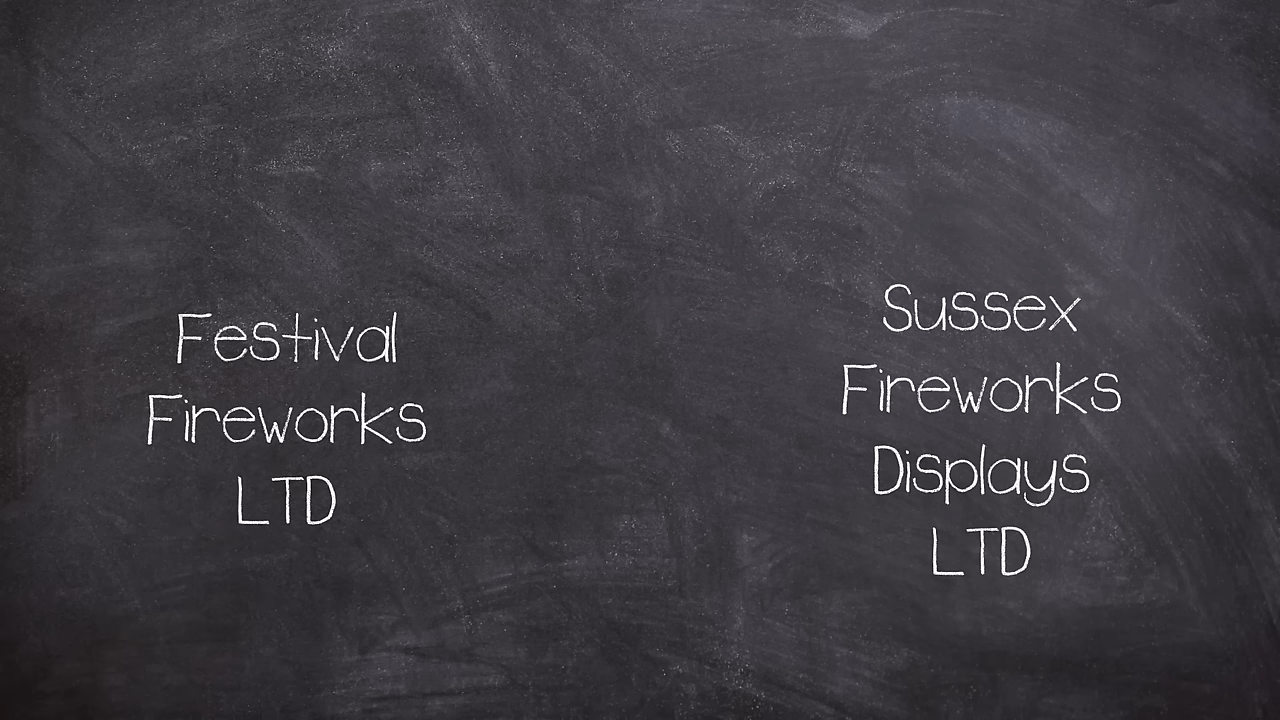 Festival
Fireworks
LTD
Sussex
Fireworks
Displays
LTD